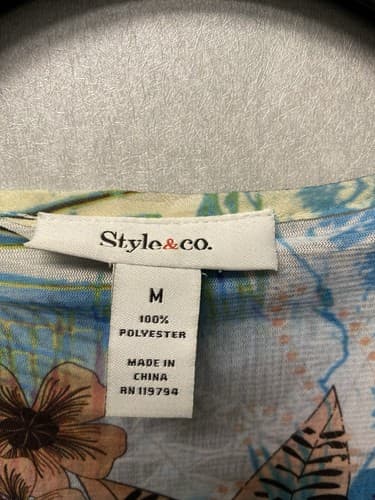 Style&co.
M
100%
POLYESTER
MADE IN
CHINA
RN 119794